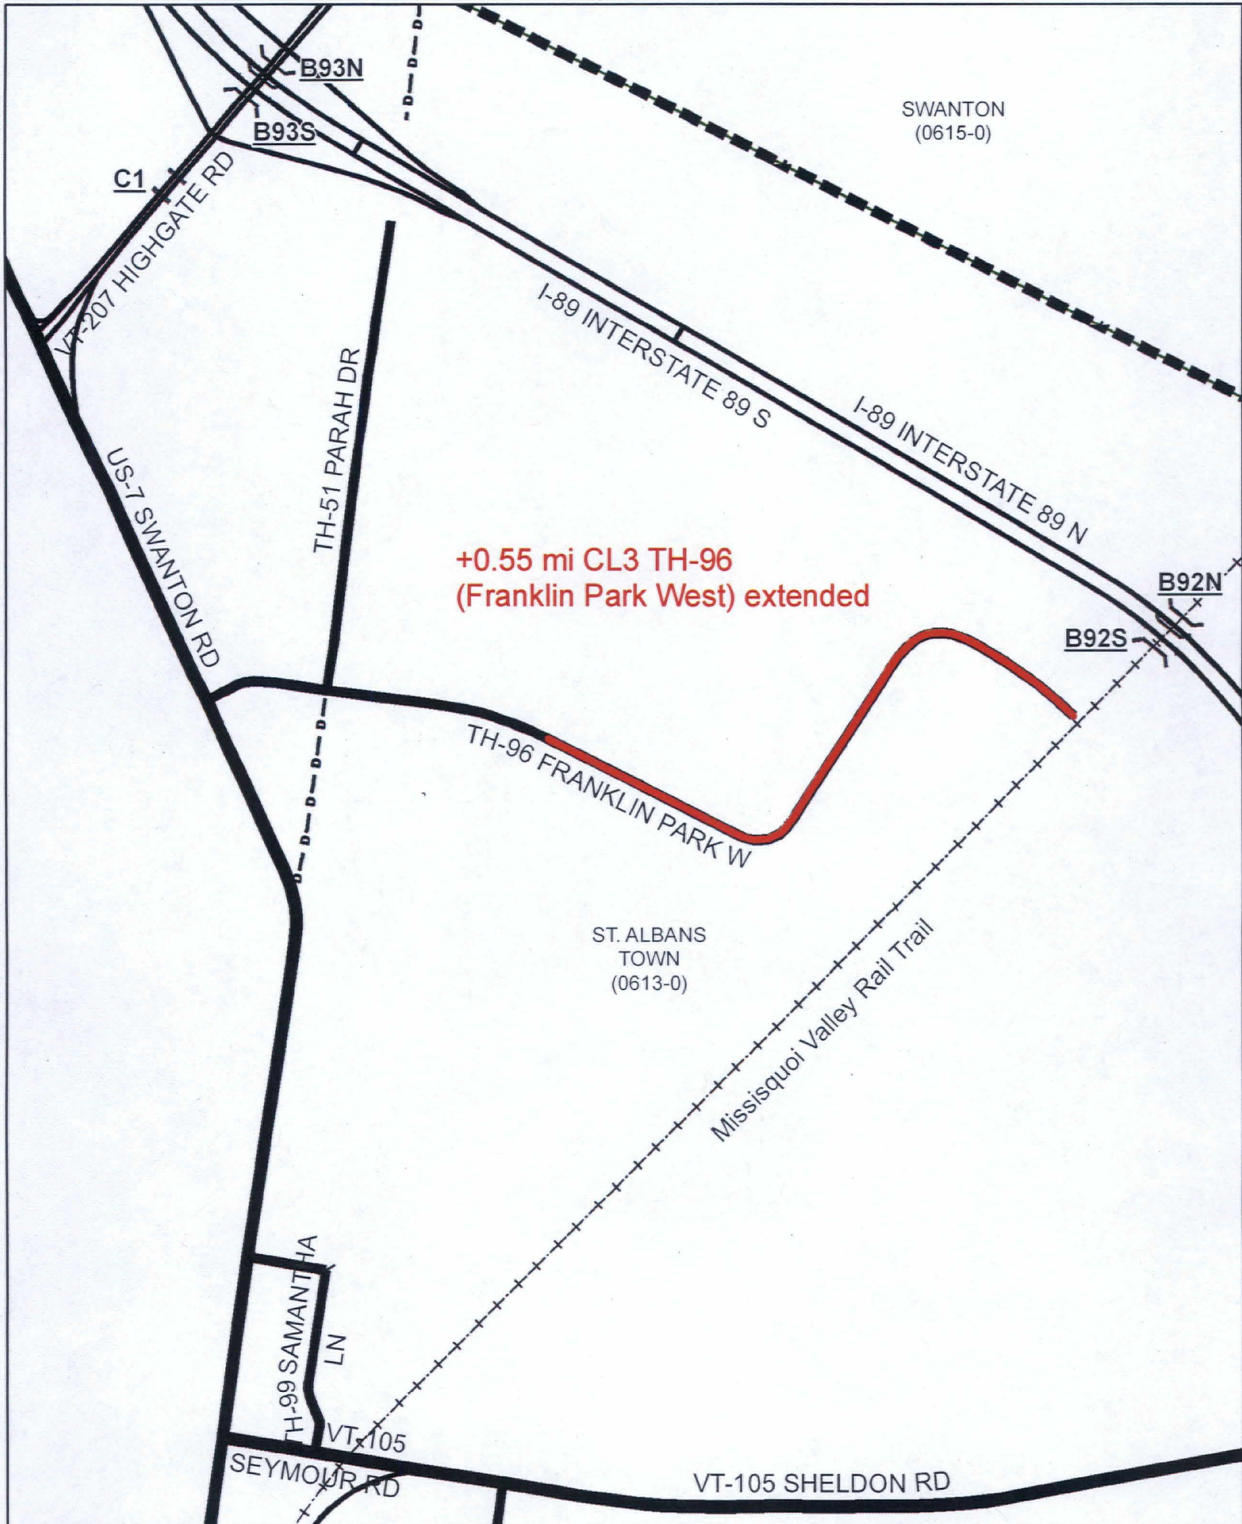 B93N
B93S
C1
VT-207 HIGHGATE RD
SWANTON
(0615-0)
I-89 INTERSTATE 89 S
I-89 INTERSTATE 89 N
TH-51 PARAH DR
US-7 SWANTON RD
+0.55 mi CL3 TH-96
(Franklin Park West) extended
B92N
B92S
TH-96 FRANKLIN PARK W
ST. ALBANS
TOWN
(0613-0)
Missisquoi Valley Rail Trail
TH-99 SAMANTHA
LN
VT-105
SEYMOUR RD
VT-105 SHELDON RD